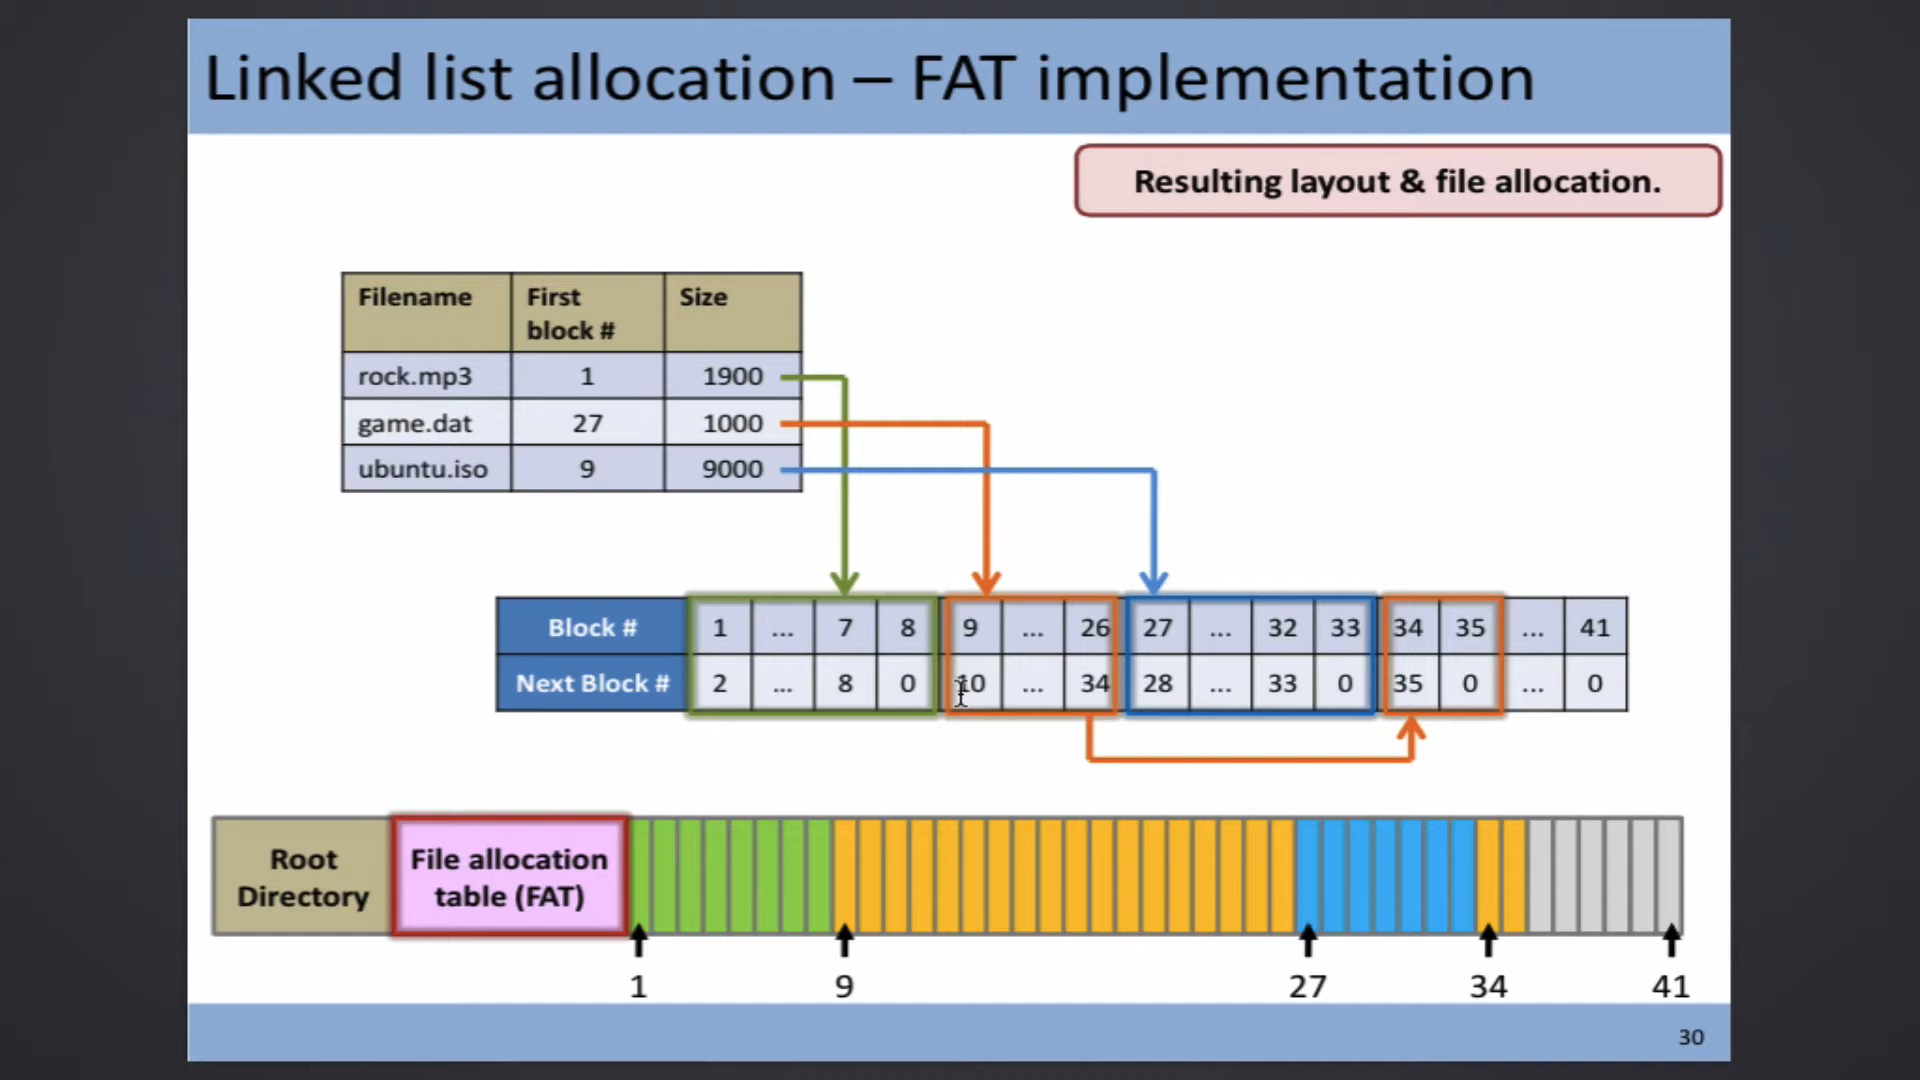 Linked list allocation – FAT implementation
Resulting layout & file allocation.
Filename First block # Size
rock.mp3 1 1900
game.dat 27 1000
ubuntu.iso 9 9000
Block # 1 ... 7 8 9 ... 26 27 ... 32 33 34 35 ... 41
Next Block # 2 ... 8 0 10 ... 34 28 ... 33 0 35 0 ... 0
Root Directory
File allocation table (FAT)
1 9 27 34 41
30